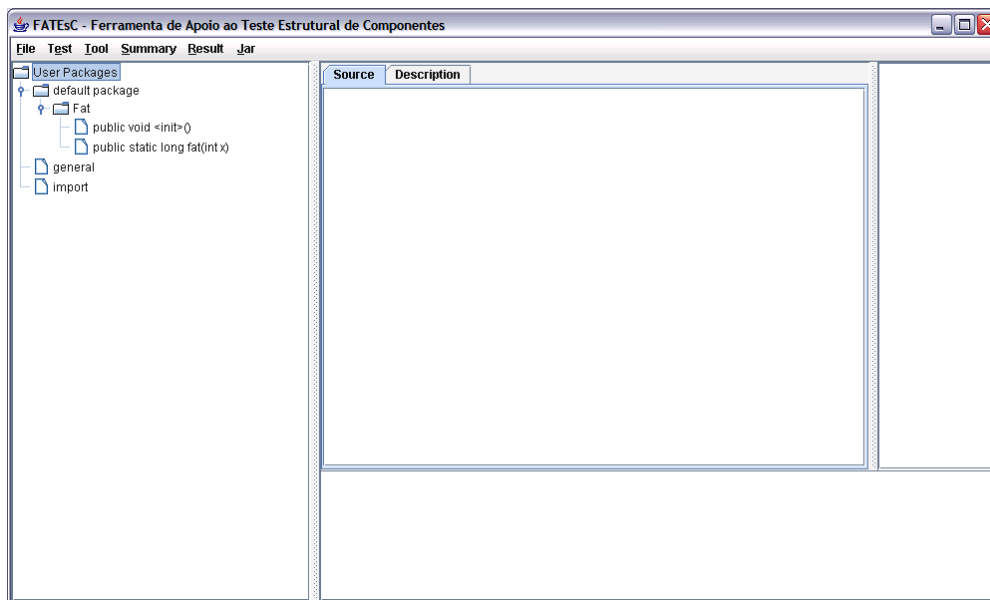 FATEsC - Ferramenta de Apoio ao Teste Estrutural de Componentes
File Test Tool Summary Result Jar
User Packages
default package
Fat
public void <init>()
public static long fat(int x)
general
import
Source Description